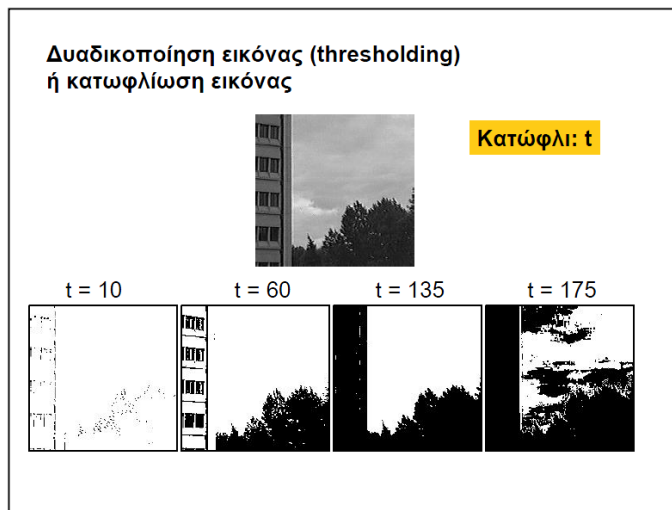 Δυαδικοποίηση εικόνας (thresholding)
ή κατωφλίωση εικόνας
Κατώφλι: t
t = 10
t = 60
t = 135
t = 175